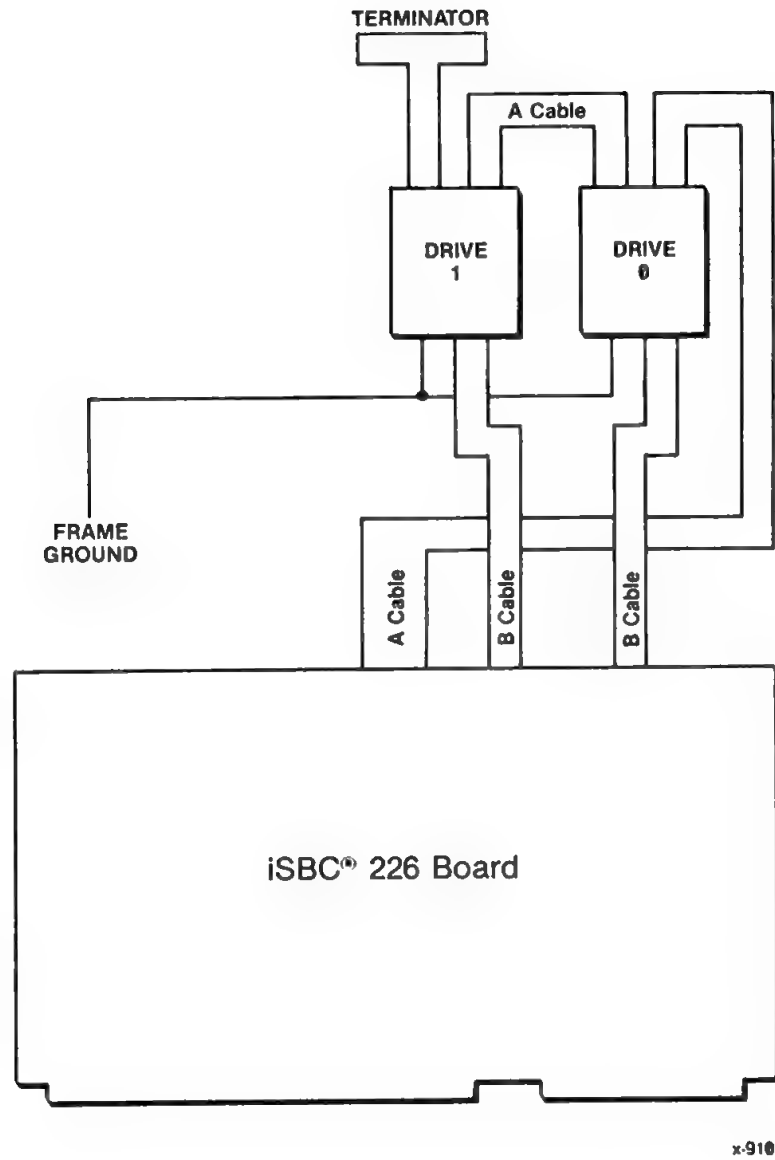 TERMINATOR
A Cable
DRIVE
1
DRIVE
0
FRAME
GROUND
A Cable
B Cable
B Cable
iSBC® 226 Board
x-910